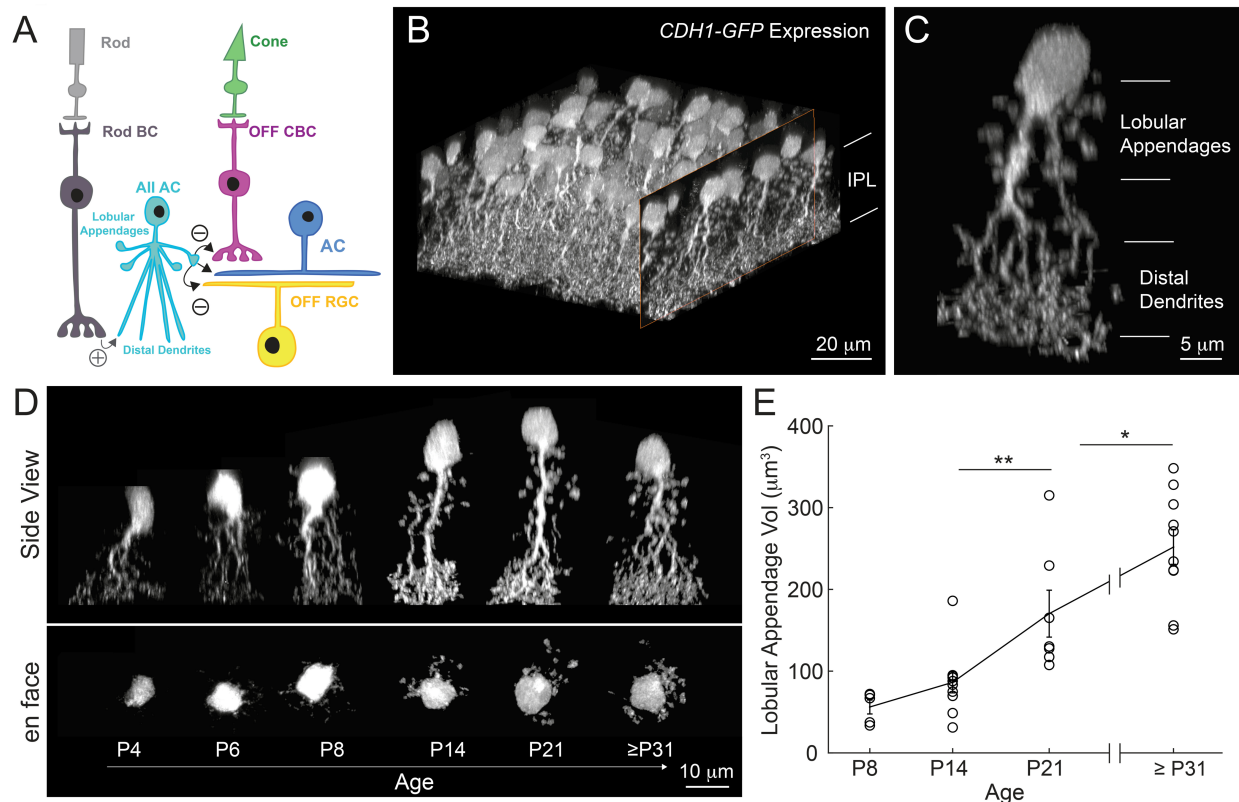 A
Rod
Cone
Rod BC
OFF CBC
AII AC
Lobular
Appendages
AC
OFF RGC
Distal Dendrites
−
−
+
B
CDH1-GFP Expression
IPL
20 μm
C
Lobular
Appendages
Distal
Dendrites
5 μm
D
Side View
en face
P4 P6 P8 P14 P21 ≥P31
Age
10 μm
E
Lobular Appendage Vol (μm³)
400
300
200
100
0
**
*
P8 P14 P21 ≥ P31
Age